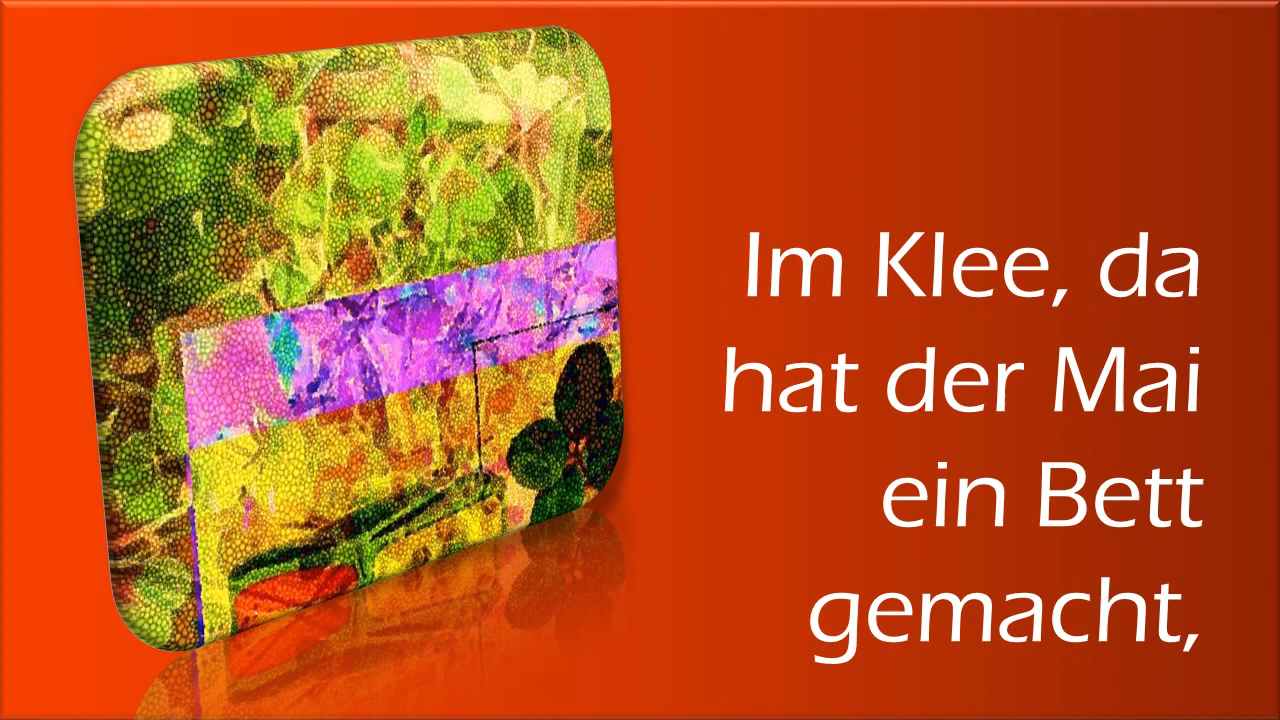 Im Klee, da
hat der Mai
ein Bett
gemacht,